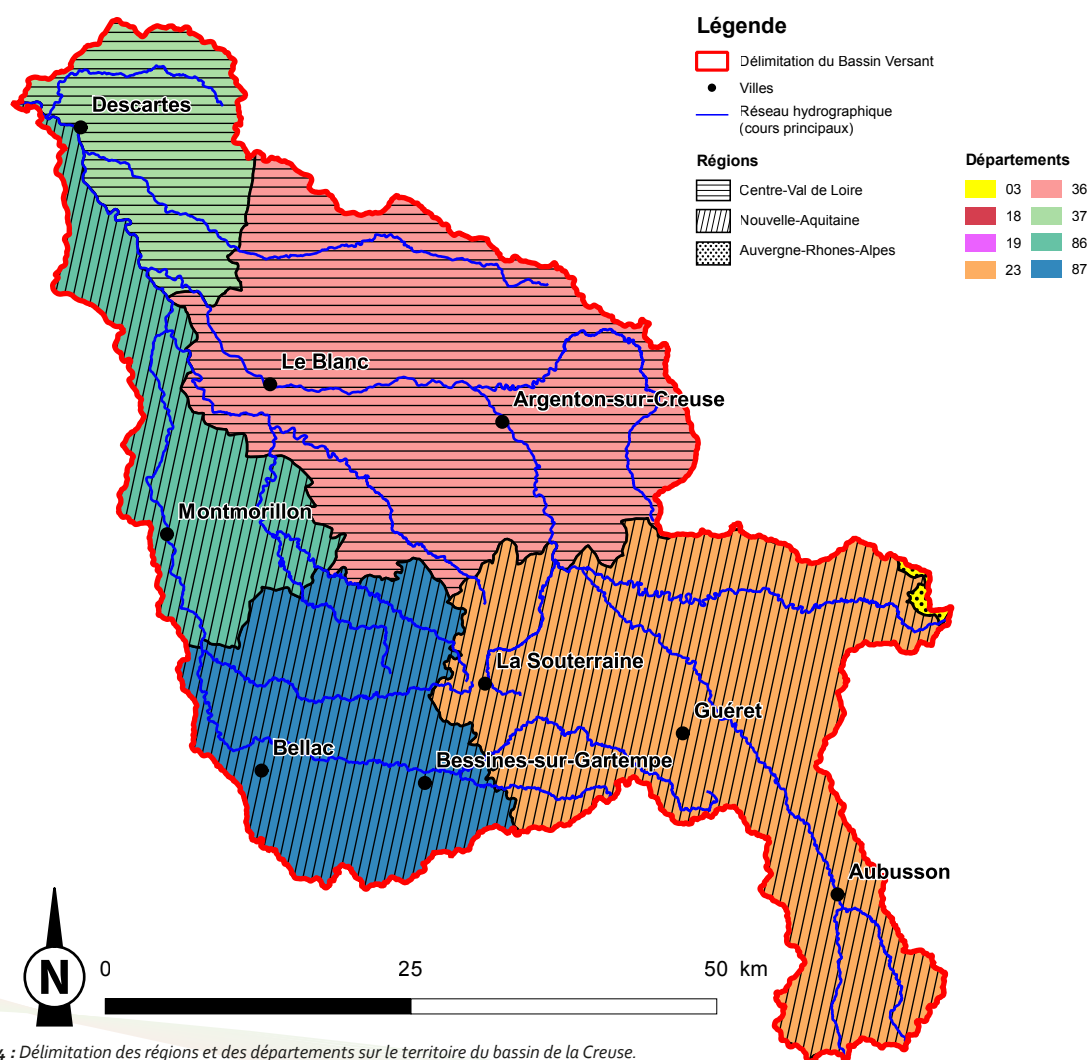 Légende
Délimitation du Bassin Versant
Villes
Réseau hydrographique
(cours principaux)
Régions
Centre-Val de Loire
Nouvelle-Aquitaine
Auvergne-Rhones-Alpes
Départements
03 36
18 37
19 86
23 87
Descartes
Le Blanc
Argenton-sur-Creuse
Montmorillon
La Souterraine
Guéret
Bellac
Bessines-sur-Gartempe
Aubusson
N
0 25 50 km
4 : Délimitation des régions et des départements sur le territoire du bassin de la Creuse.